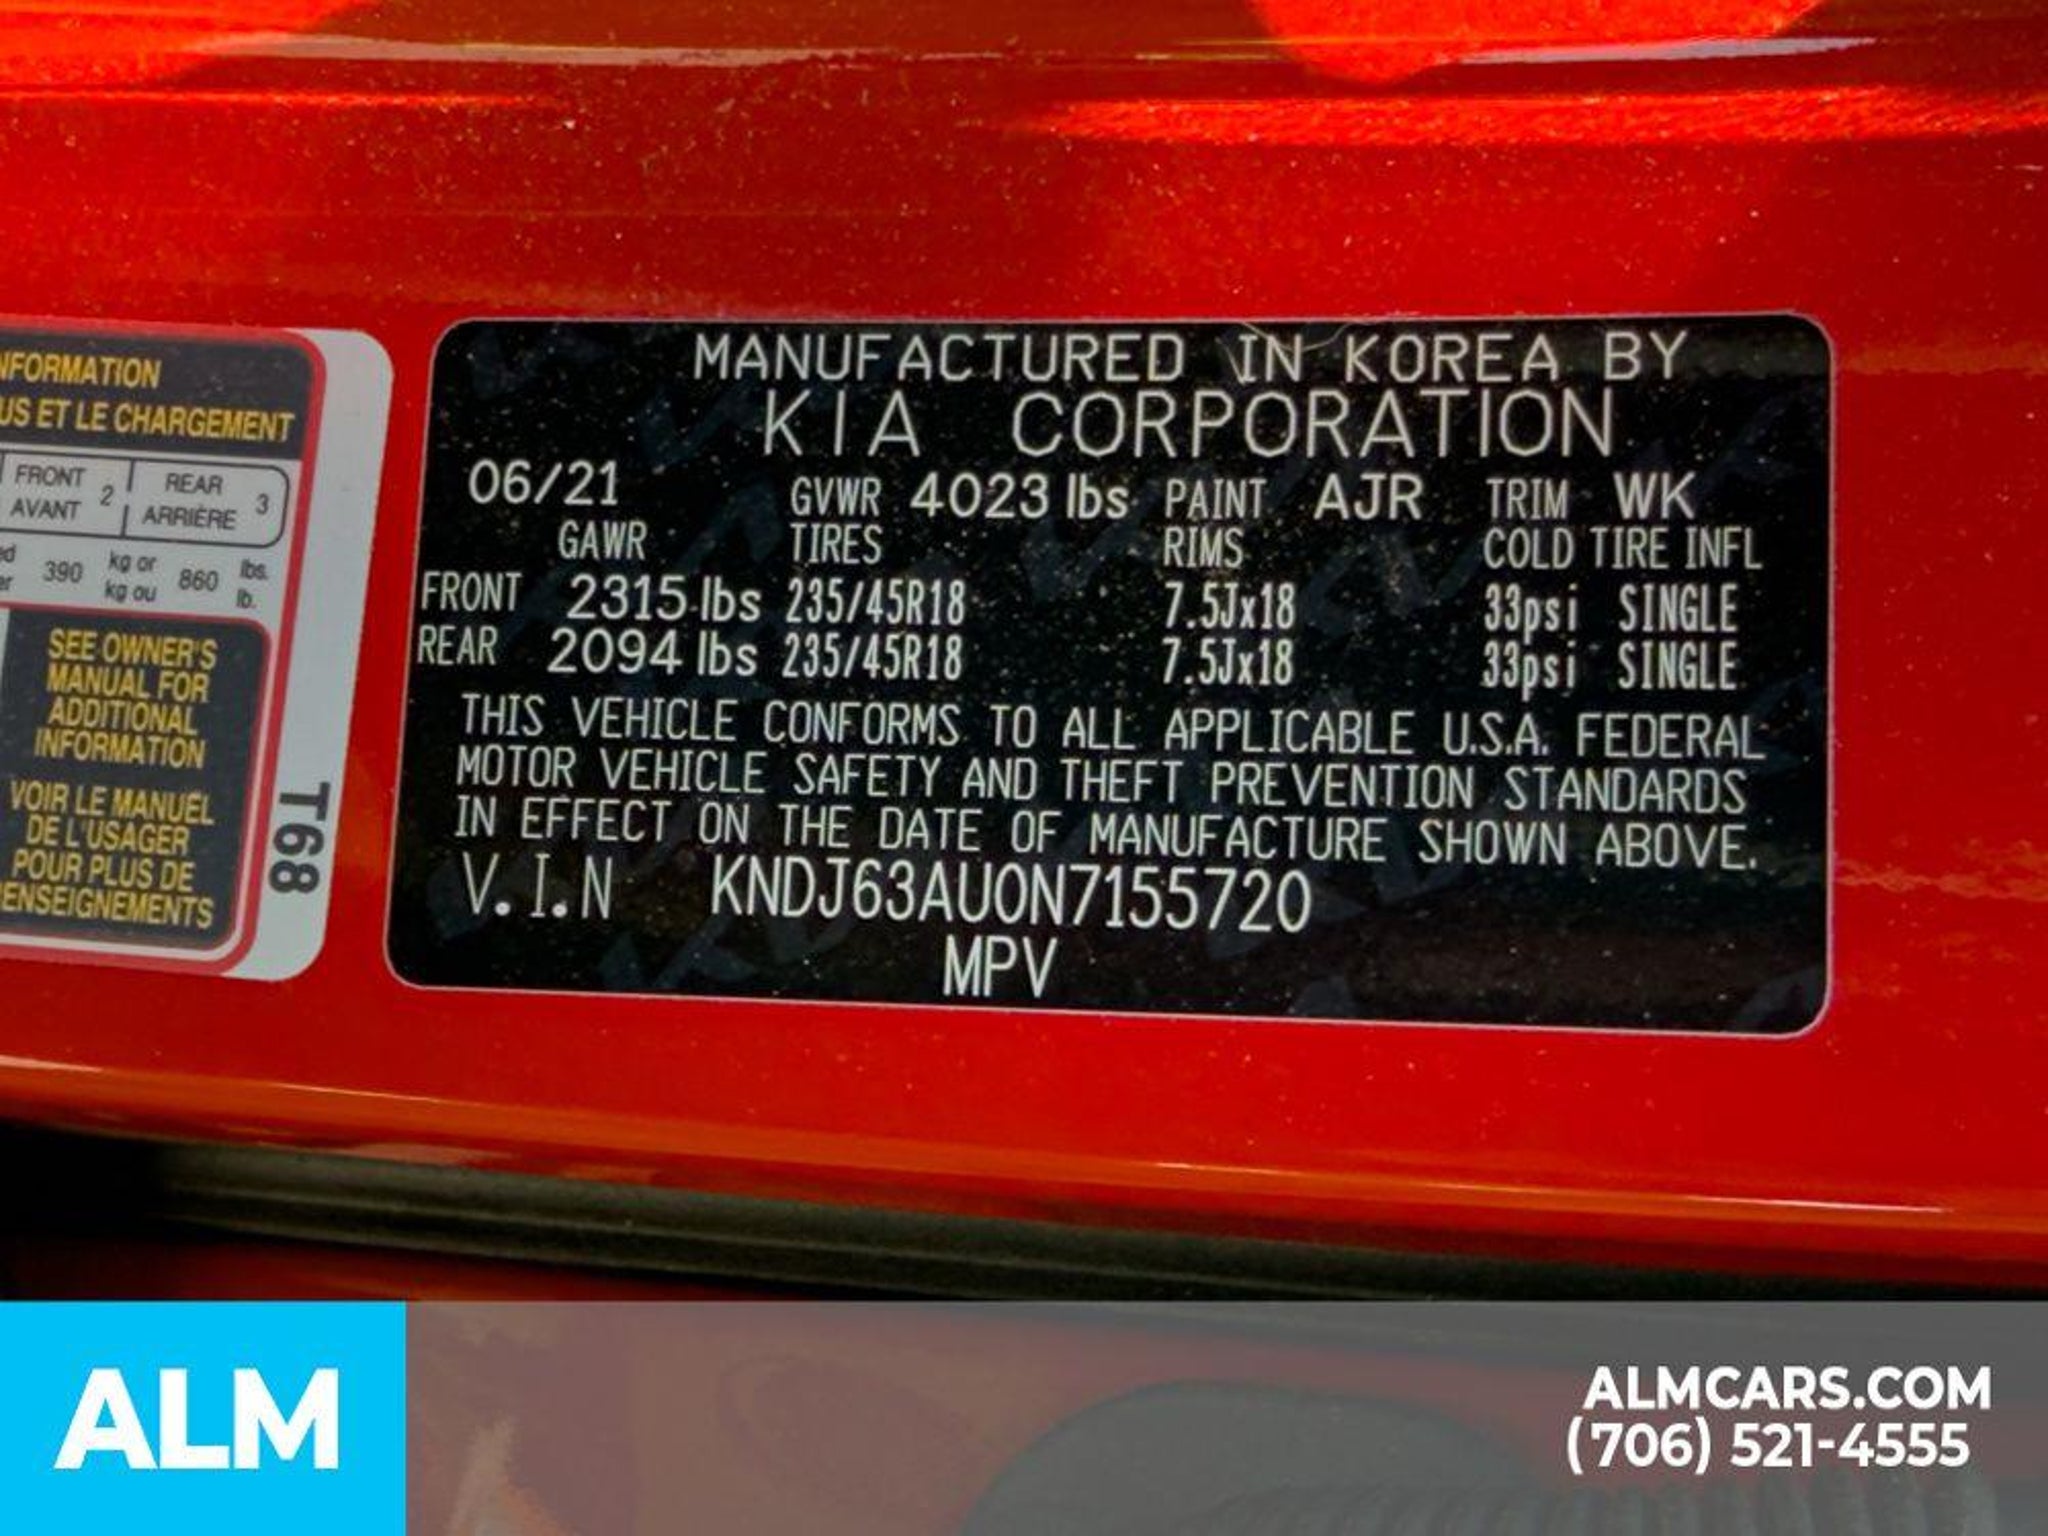 NFORMATION
US ET LE CHARGEMENT
FRONT 2 REAR 3
AVANT ARRIÈRE
390 kg or 860 lbs.
kg ou lb.
SEE OWNER'S
MANUAL FOR
ADDITIONAL
INFORMATION
VOIR LE MANUEL
DE L'USAGER
POUR PLUS DE
ENSEIGNEMENTS
T68
MANUFACTURED IN KOREA BY
KIA CORPORATION
06/21 GVWR 4023 lbs PAINT AJR TRIM WK
GAWR TIRES RIMS COLD TIRE INFL
FRONT 2315 lbs 235/45R18 7.5Jx18 33psi SINGLE
REAR 2094 lbs 235/45R18 7.5Jx18 33psi SINGLE
THIS VEHICLE CONFORMS TO ALL APPLICABLE U.S.A. FEDERAL
MOTOR VEHICLE SAFETY AND THEFT PREVENTION STANDARDS
IN EFFECT ON THE DATE OF MANUFACTURE SHOWN ABOVE.
V.I.N KNDJ63AU0N7155720
MPV
ALM
ALMCARS.COM
(706) 521-4555